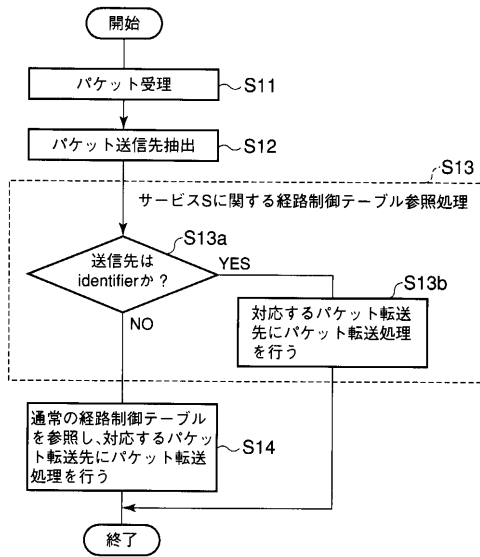 開始
パケット受理
S11
パケット送信先抽出
S12
S13
サービスSに関する経路制御テーブル参照処理
S13a
送信先は
identifierか？
YES
NO
S13b
対応するパケット転送
先にパケット転送処理
を行う
通常の経路制御テーブル
を参照し、対応するパケット
ット転送先にパケット転送
処理を行う
S14
終了